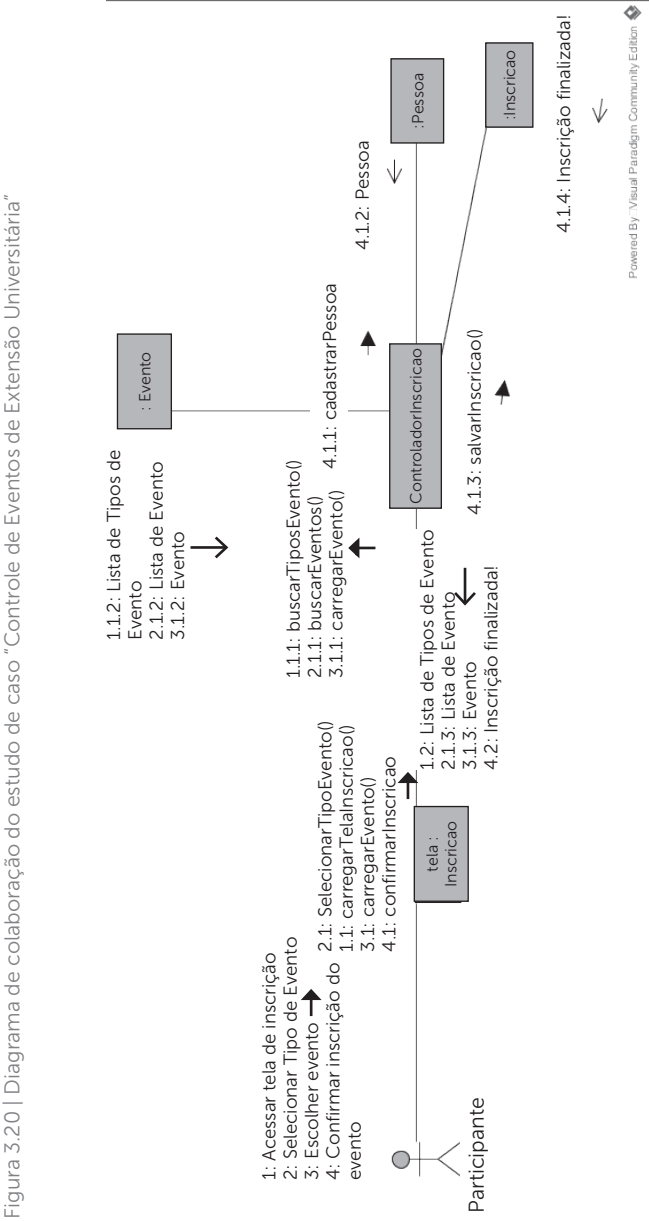 Figura 3.20 | Diagrama de colaboração do estudo de caso "Controle de Eventos de Extensão Universitária"
1: Acessar tela de inscrição
2: Selecionar Tipo de Evento
3: Escolher evento
4: Confirmar inscrição do
evento
Participante
2.1: SelecionarTipoEvento()
1.1: carregarTelaInscricao()
3.1: carregarEvento()
4.1: confirmarInscricao
tela :
Inscricao
1.2: Lista de Tipos de Evento
2.1.3: Lista de Evento
3.1.3: Evento
4.2: Inscrição finalizada!
1.1.1: buscarTiposEvento()
2.1.1: buscarEventos()
3.1.1: carregarEvento()
1.1.2: Lista de Tipos de
Evento
2.1.2: Lista de Evento
3.1.2: Evento
: Evento
4.1.1: cadastrarPessoa
ControladorInscricao
4.1.3: salvarInscricao()
4.1.2: Pessoa
:Pessoa
:Inscricao
4.1.4: Inscrição finalizada!
Powered By Visual Paradigm Community Edition